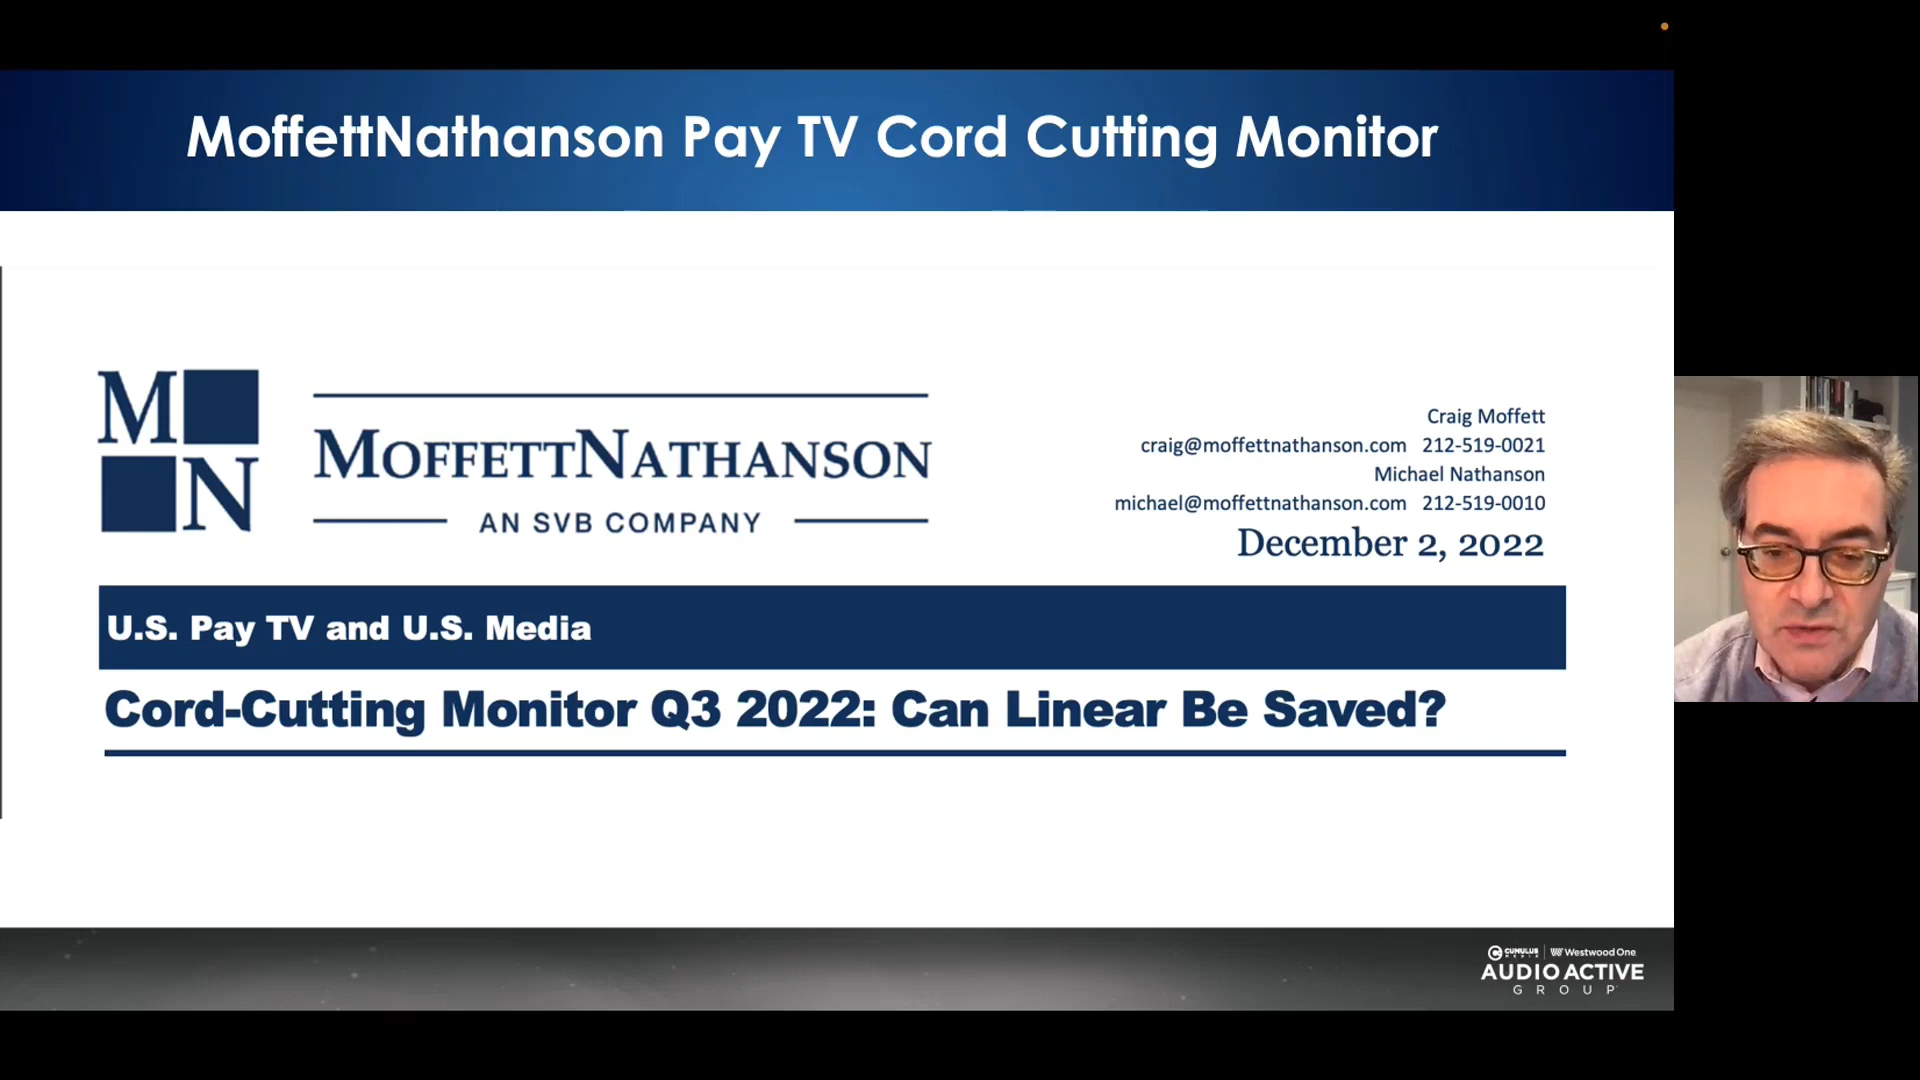 MoffettNathanson Pay TV Cord Cutting Monitor
M
N
MOFFETTNATHANSON
AN SVB COMPANY
Craig Moffett
craig@moffettnathanson.com 212-519-0021
Michael Nathanson
michael@moffettnathanson.com 212-519-0010
December 2, 2022
U.S. Pay TV and U.S. Media
Cord-Cutting Monitor Q3 2022: Can Linear Be Saved?
CUMULUS MEDIA | Westwood One
AUDIO ACTIVE
GROUP